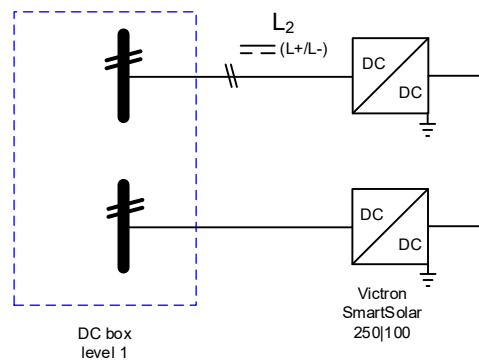 L2
(L+/L-)
DC
DC
DC
DC
DC box
level 1
Victron
SmartSolar
250|100